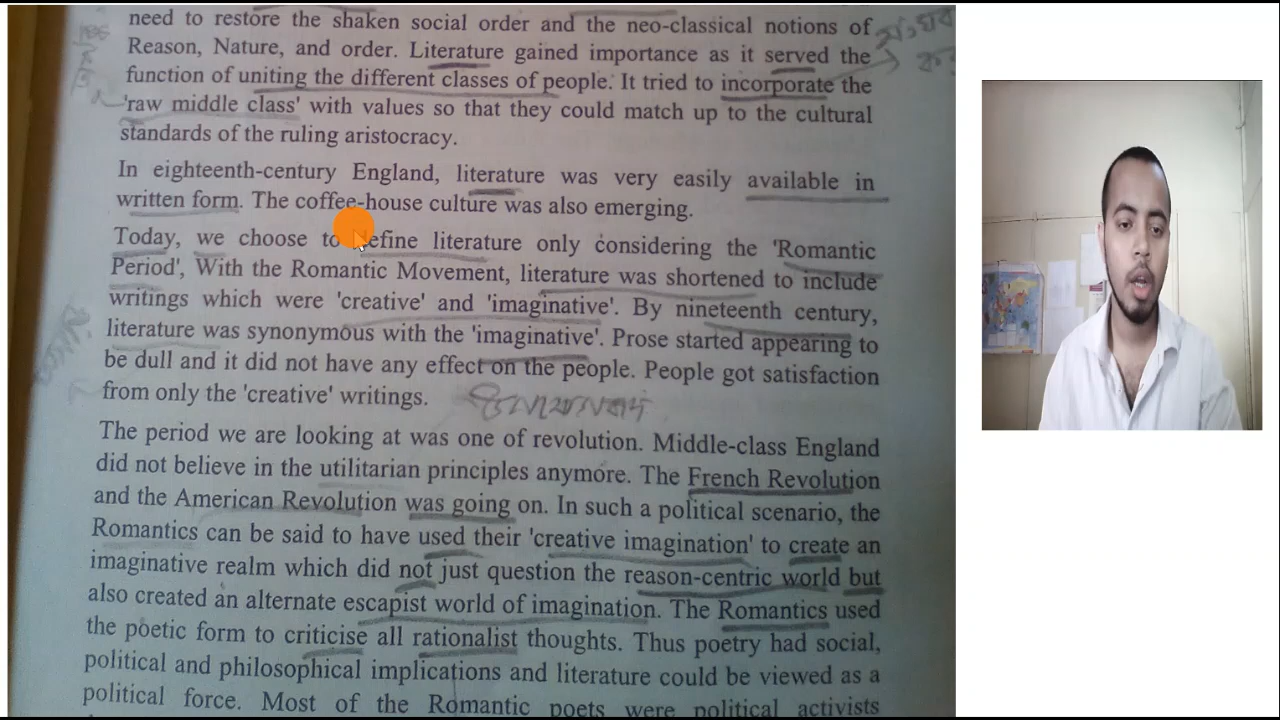 need to restore the shaken social order and the neo-classical notions of
Reason, Nature, and order. Literature gained importance as it served the
function of uniting the different classes of people. It tried to incorporate the
'raw middle class' with values so that they could match up to the cultural
standards of the ruling aristocracy.
In eighteenth-century England, literature was very easily available in
written form. The coffee-house culture was also emerging.
Today, we choose to define literature only considering the 'Romantic
Period', With the Romantic Movement, literature was shortened to include
writings which were 'creative' and 'imaginative'. By nineteenth century,
literature was synonymous with the 'imaginative'. Prose started appearing to
be dull and it did not have any effect on the people. People got satisfaction
from only the 'creative' writings.
The period we are looking at was one of revolution. Middle-class England
did not believe in the utilitarian principles anymore. The French Revolution
and the American Revolution was going on. In such a political scenario, the
Romantics can be said to have used their 'creative imagination' to create an
imaginative realm which did not just question the reason-centric world but
also created an alternate escapist world of imagination. The Romantics used
the poetic form to criticise all rationalist thoughts. Thus poetry had social,
political and philosophical implications and literature could be viewed as a
political force. Most of the Romantic poets were political activists